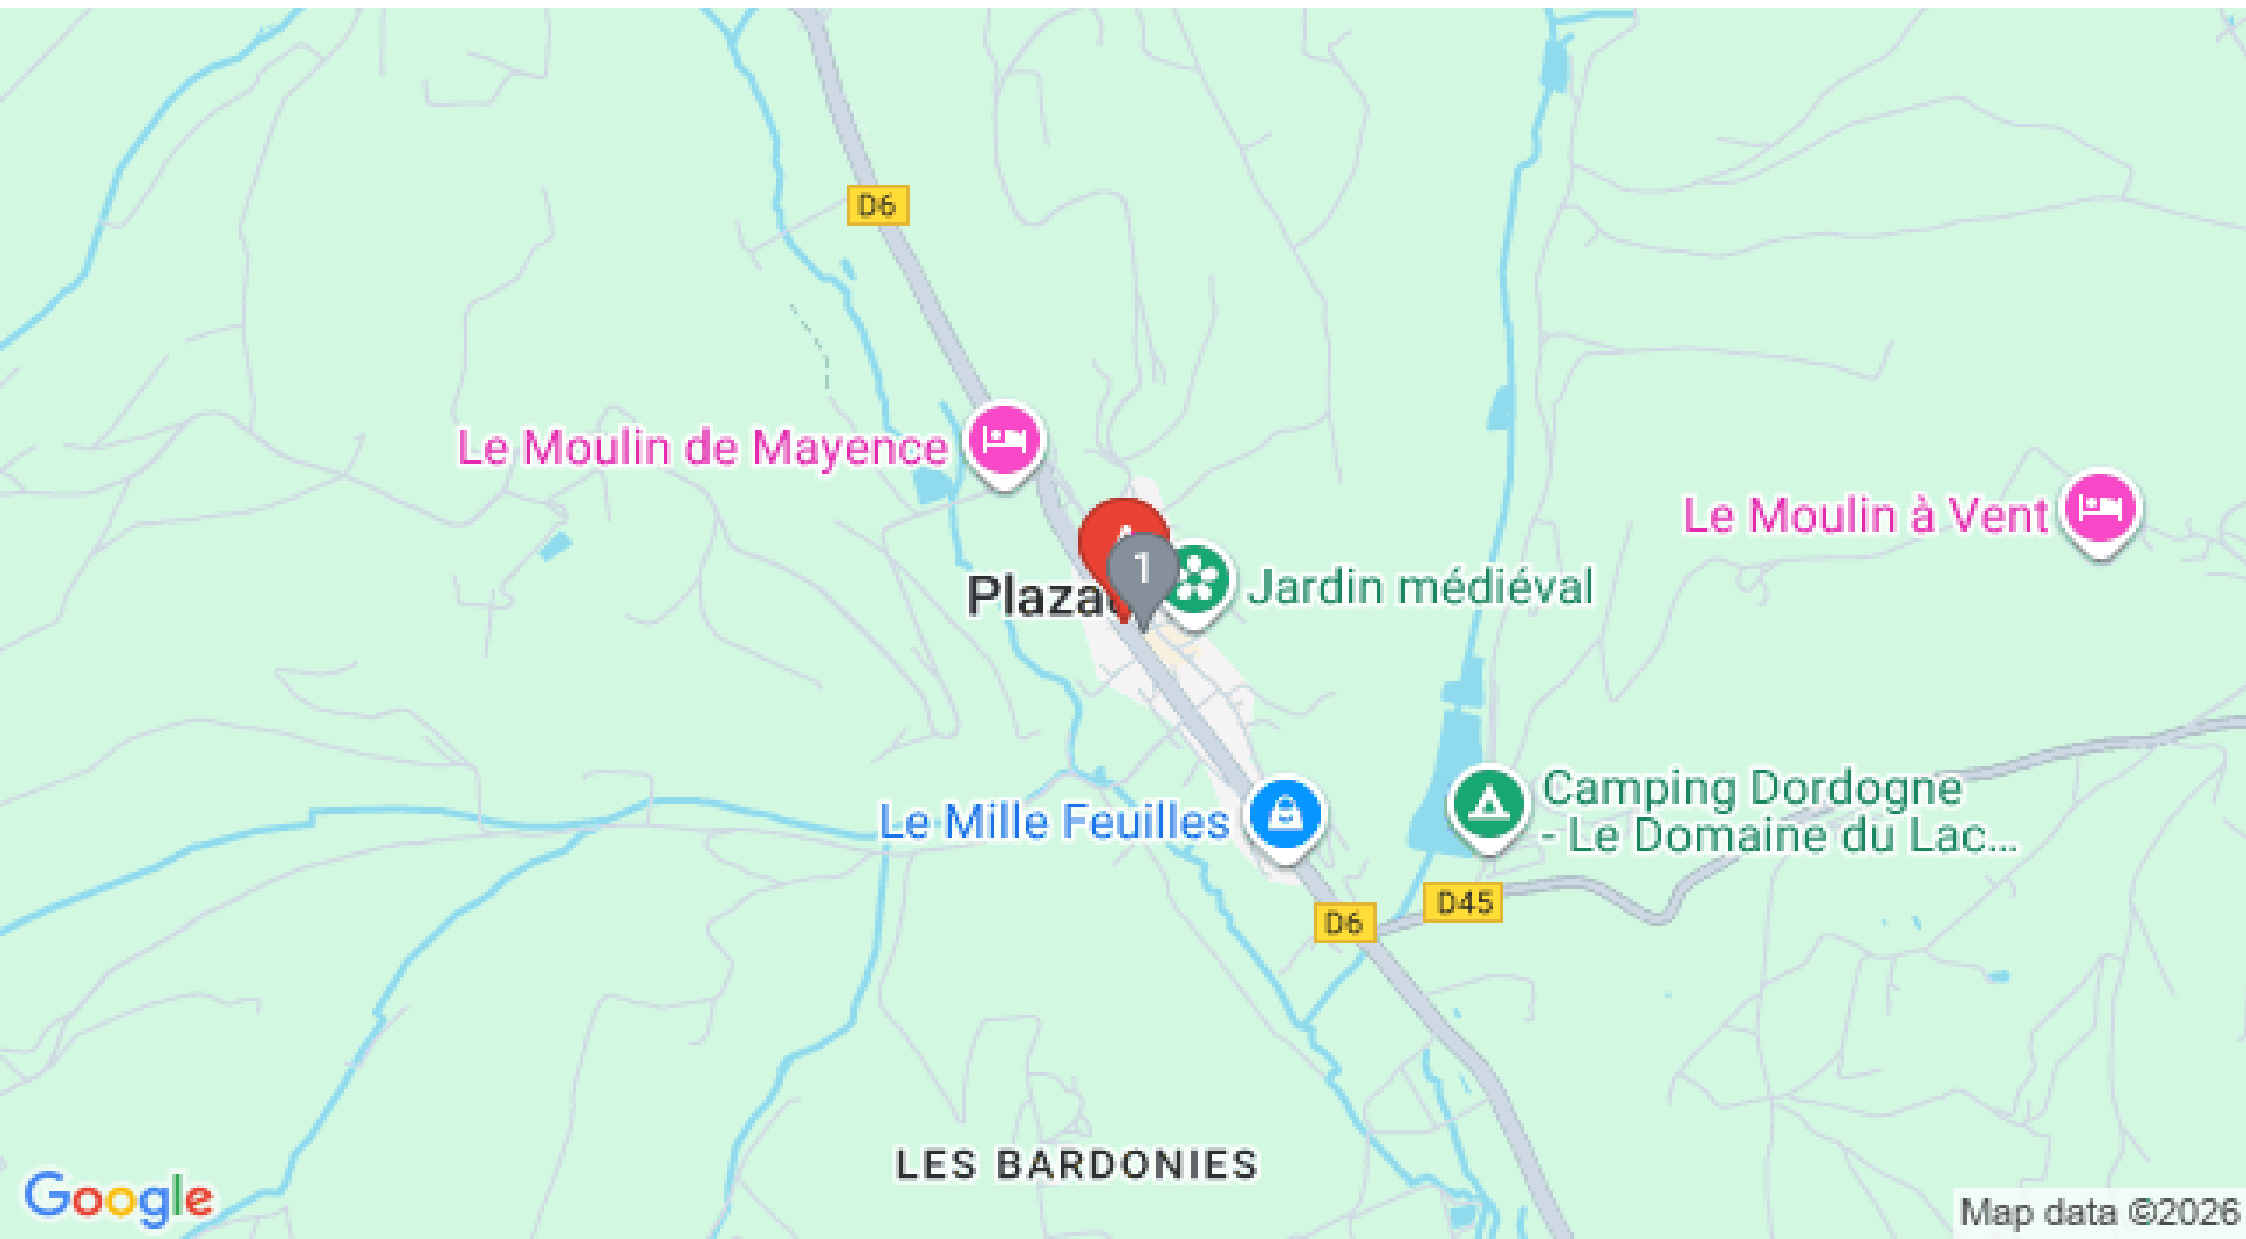 D6
Le Moulin de Mayence
Le Moulin à Vent
1
Plaza
Jardin médiéval
Camping Dordogne
- Le Domaine du Lac...
Le Mille Feuilles
D45
D6
LES BARDONIES
Google
Map data ©2026